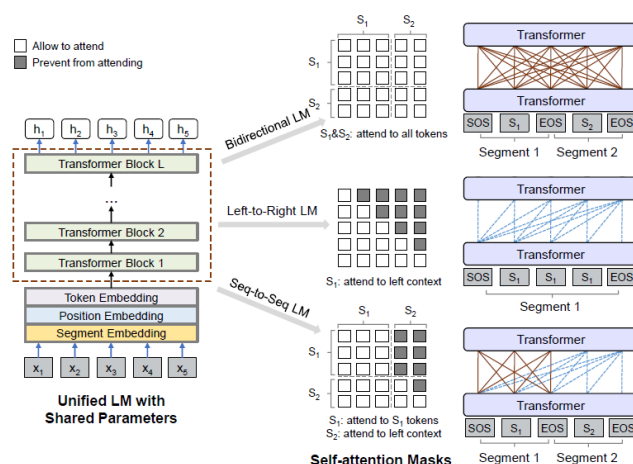 Allow to attend
Prevent from attending
h1 h2 h3 h4 h5
Transformer Block L
...
Transformer Block 2
Transformer Block 1
Token Embedding
Position Embedding
Segment Embedding
x1 x2 x3 x4 x5
Unified LM with
Shared Parameters
Bidirectional LM
Left-to-Right LM
Seq-to-Seq LM
S1 S2
S1
S2
S1&S2: attend to all tokens
S1: attend to left context
S1 S2
S1
S2
S1: attend to S1 tokens
S2: attend to left context
Self-attention Masks
Transformer
Transformer
SOS S1 EOS S2 EOS
Segment 1 Segment 2
Transformer
Transformer
SOS S1 S1 S1 EOS
Segment 1
Transformer
Transformer
SOS S1 EOS S2 EOS
Segment 1 Segment 2